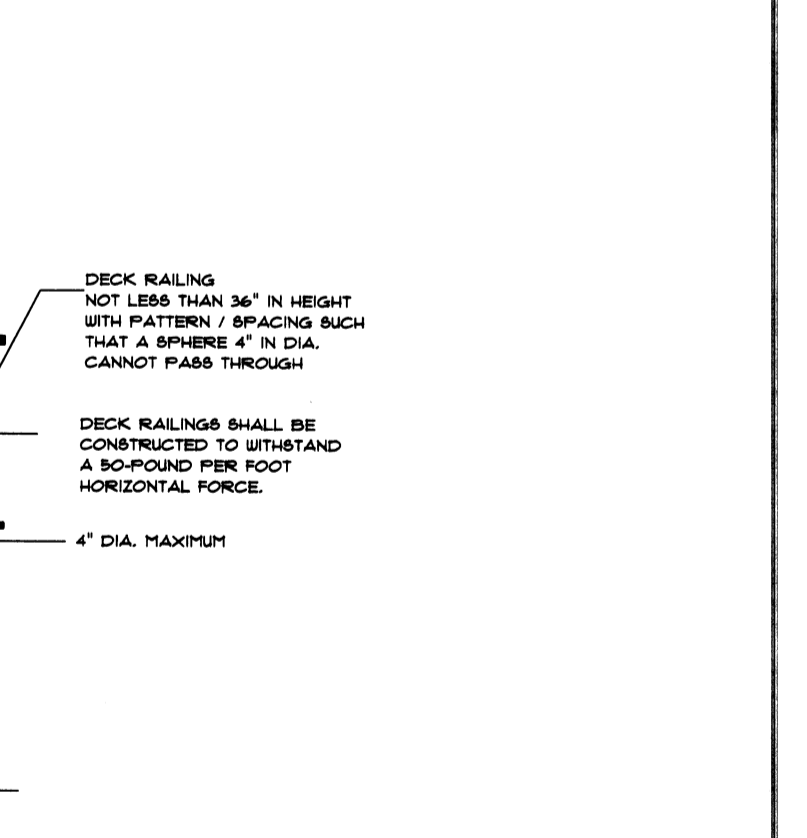 DECK RAILING
NOT LESS THAN 36" IN HEIGHT
WITH PATTERN / SPACING SUCH
THAT A SPHERE 4" IN DIA.
CANNOT PASS THROUGH
DECK RAILINGS SHALL BE
CONSTRUCTED TO WITHSTAND
A 50-POUND PER FOOT
HORIZONTAL FORCE.
4" DIA. MAXIMUM